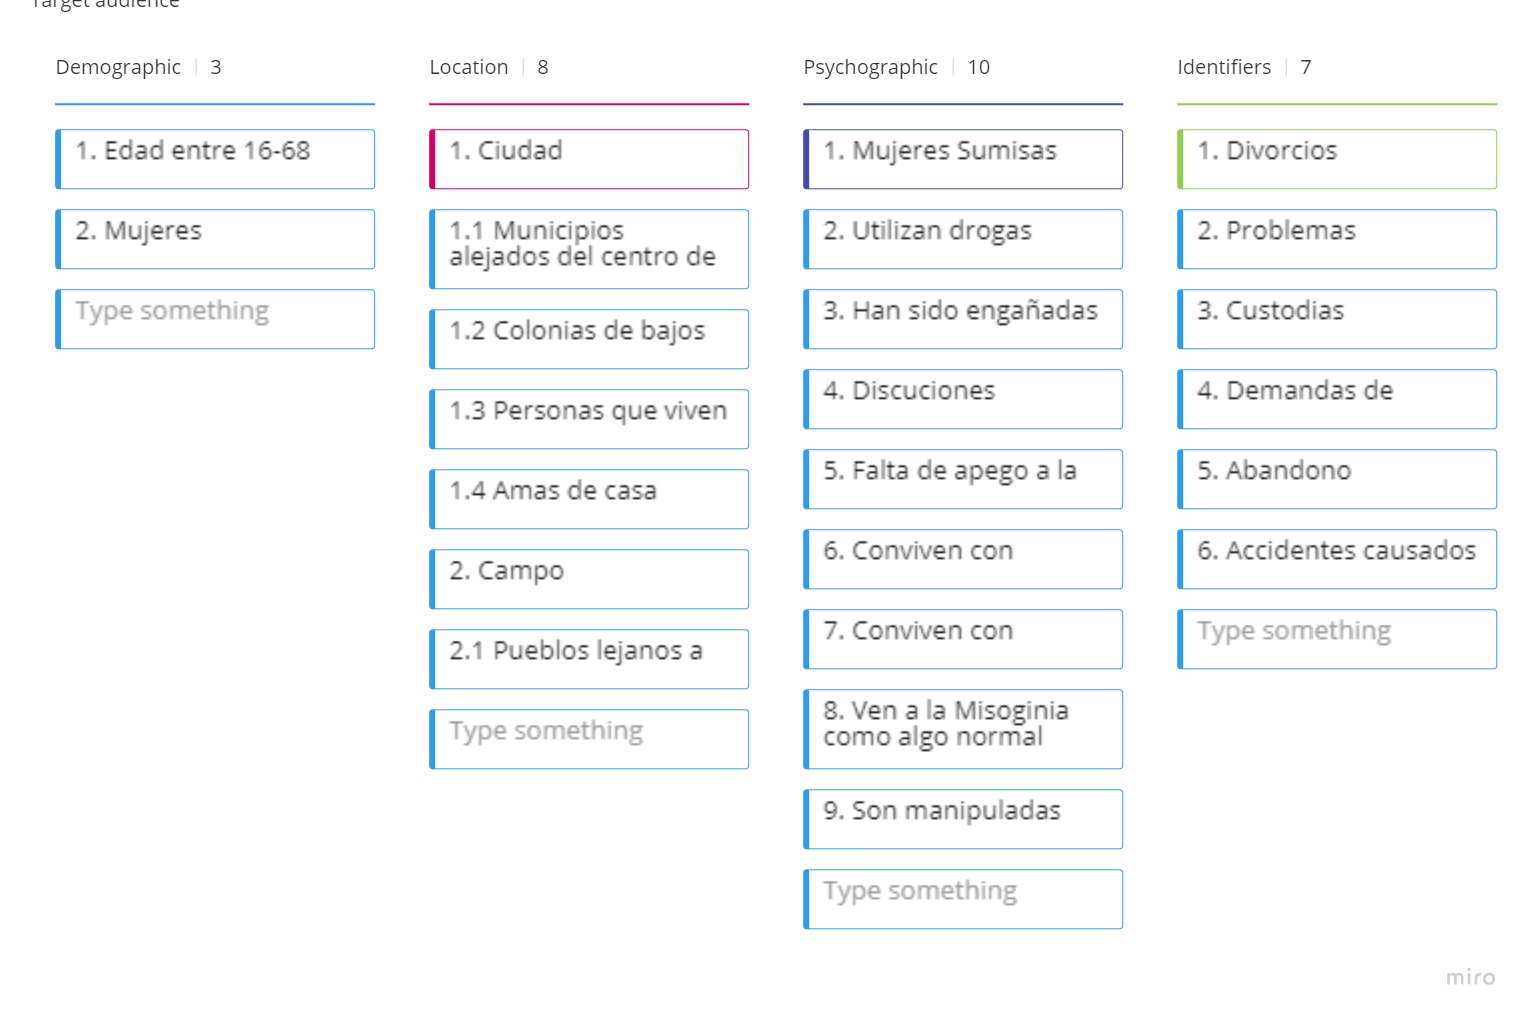 Target audience
Demographic | 3
1. Edad entre 16-68
2. Mujeres
Type something
Location | 8
1. Ciudad
1.1 Municipios
alejados del centro de
1.2 Colonias de bajos
1.3 Personas que viven
1.4 Amas de casa
2. Campo
2.1 Pueblos lejanos a
Type something
Psychographic | 10
1. Mujeres Sumisas
2. Utilizan drogas
3. Han sido engañadas
4. Discuciones
5. Falta de apego a la
6. Conviven con
7. Conviven con
8. Ven a la Misoginia
como algo normal
9. Son manipuladas
Type something
Identifiers | 7
1. Divorcios
2. Problemas
3. Custodias
4. Demandas de
5. Abandono
6. Accidentes causados
Type something
miro